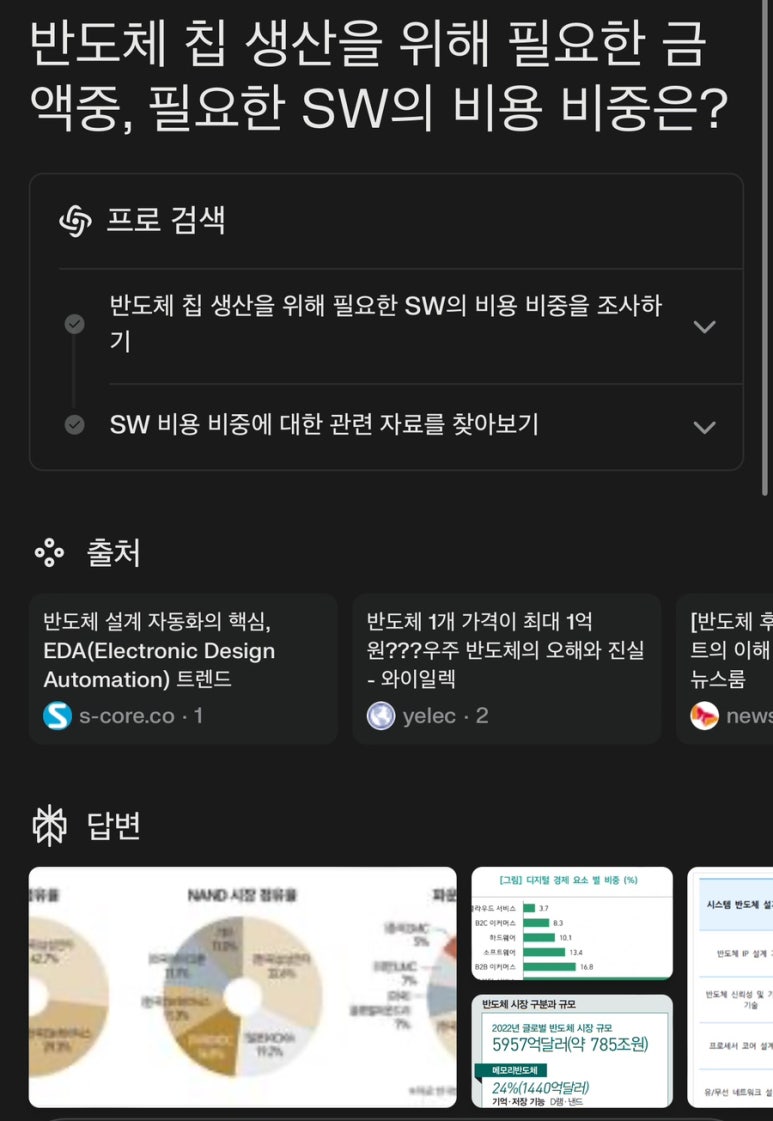 반도체 칩 생산을 위해 필요한 금
액중, 필요한 SW의 비용 비중은?
프로 검색
반도체 칩 생산을 위해 필요한 SW의 비용 비중을 조사하
기
SW 비용 비중에 대한 관련 자료를 찾아보기
출처
반도체 설계 자동화의 핵심,
EDA(Electronic Design
Automation) 트렌드
s-core.co · 1
반도체 1개 가격이 최대 1억
원???우주 반도체의 오해와 진실
- 와이일렉
yelec · 2
[반도체 후
트의 이해
뉴스룸
news
답변
NAND 시장 점유율
[그림] 디지털 경제 요소 별 비중 (%)
라우드 서비스 3.7
B2C 이커머스 8.3
하드웨어 10.1
소프트웨어 13.4
B2B 이커머스 16.8
반도체 시장 구분과 규모
2022년 글로벌 반도체 시장 규모
5957억달러(약 785조원)
메모리반도체
24%(1440억달러)
기억·저장 기능 D램·낸드
시스템 반도체 설
반도체 IP 설계
반도체 신뢰성 및
기술
프로세서 코어 설계
유/무선 네트워크 설